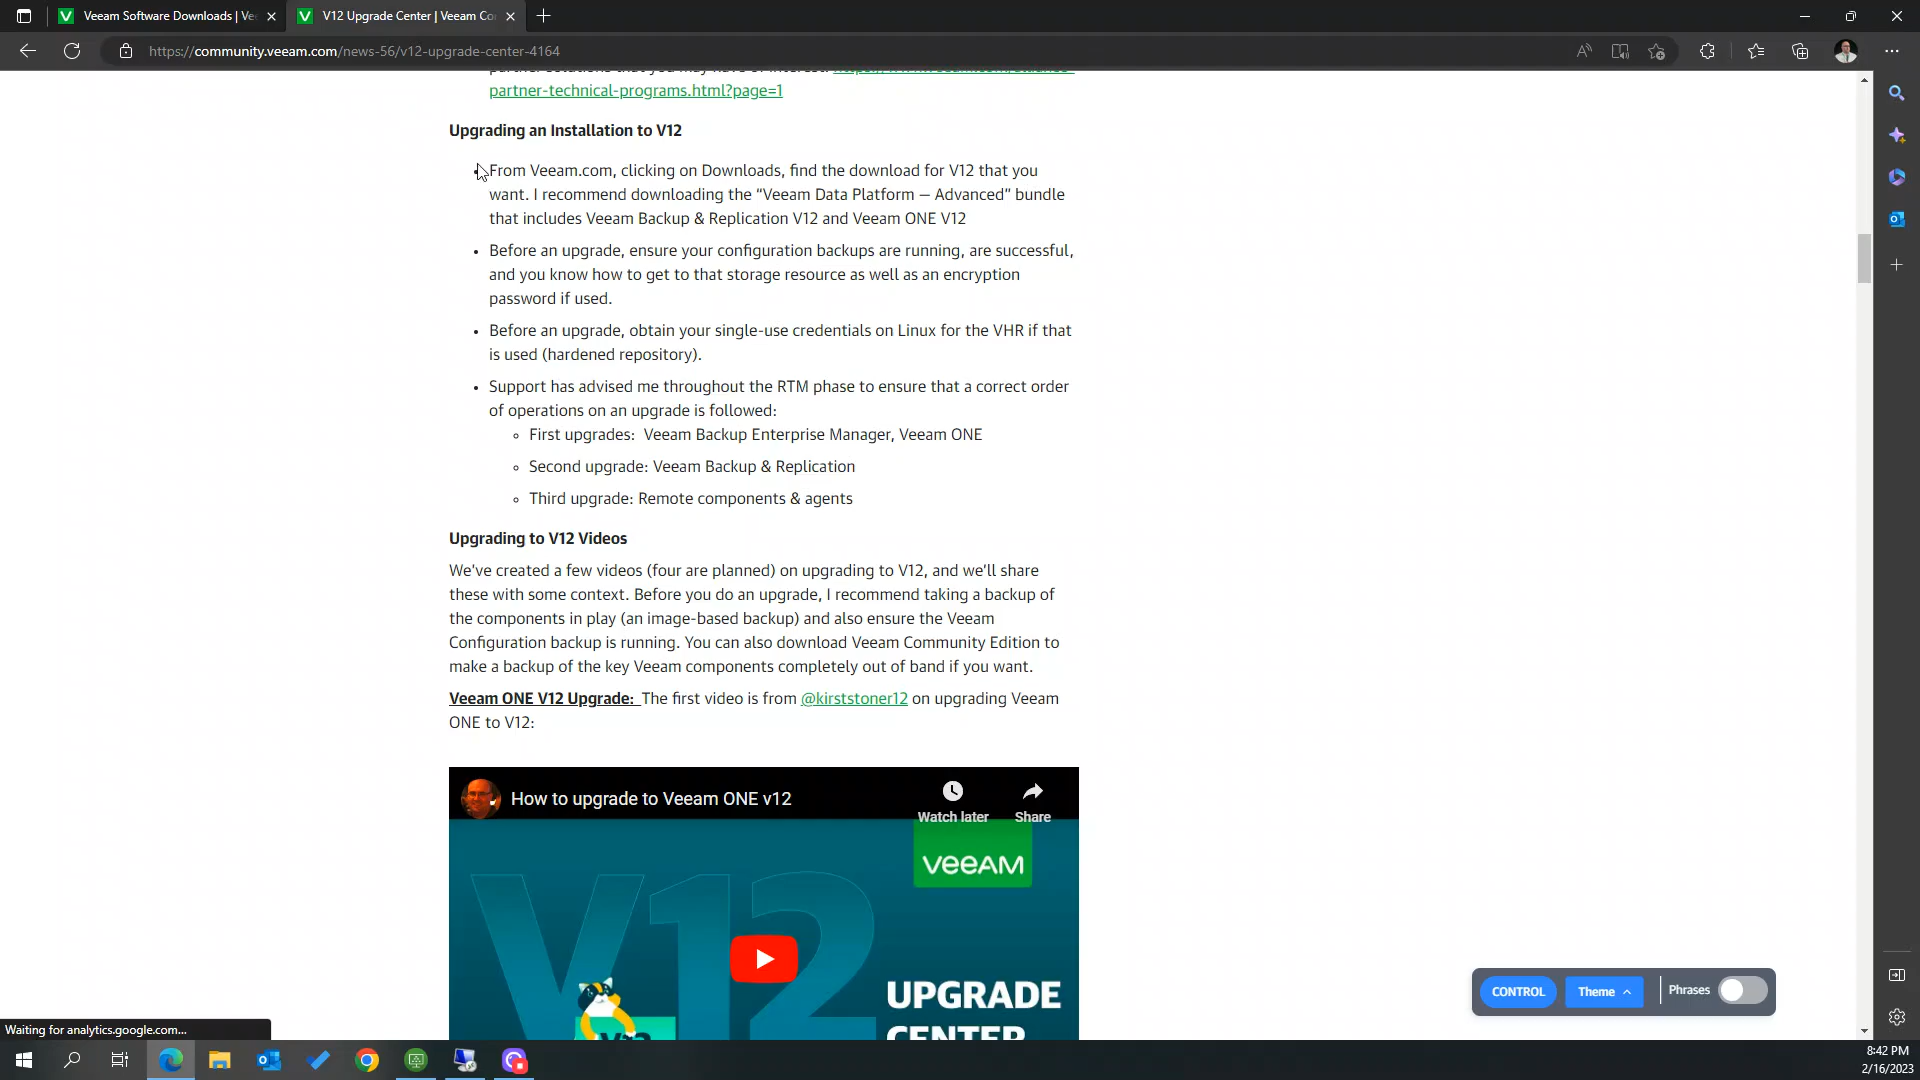 Veeam Software Downloads | Ve
V12 Upgrade Center | Veeam Co
https://community.veeam.com/news-56/v12-upgrade-center-4164
partner-technical-programs.html?page=1
Upgrading an Installation to V12
From Veeam.com, clicking on Downloads, find the download for V12 that you
want. I recommend downloading the “Veeam Data Platform — Advanced” bundle
that includes Veeam Backup & Replication V12 and Veeam ONE V12
Before an upgrade, ensure your configuration backups are running, are successful,
and you know how to get to that storage resource as well as an encryption
password if used.
Before an upgrade, obtain your single-use credentials on Linux for the VHR if that
is used (hardened repository).
Support has advised me throughout the RTM phase to ensure that a correct order
of operations on an upgrade is followed:
First upgrades:  Veeam Backup Enterprise Manager, Veeam ONE
Second upgrade: Veeam Backup & Replication
Third upgrade: Remote components & agents
Upgrading to V12 Videos
We’ve created a few videos (four are planned) on upgrading to V12, and we’ll share
these with some context. Before you do an upgrade, I recommend taking a backup of
the components in play (an image-based backup) and also ensure the Veeam
Configuration backup is running. You can also download Veeam Community Edition to
make a backup of the key Veeam components completely out of band if you want.
Veeam ONE V12 Upgrade: The first video is from @kirststoner12 on upgrading Veeam
ONE to V12:
How to upgrade to Veeam ONE v12
Watch later
Share
veeAM
V12
UPGRADE
CENTER
CONTROL
Theme
Phrases
Waiting for analytics.google.com...
8:42 PM
2/16/2023